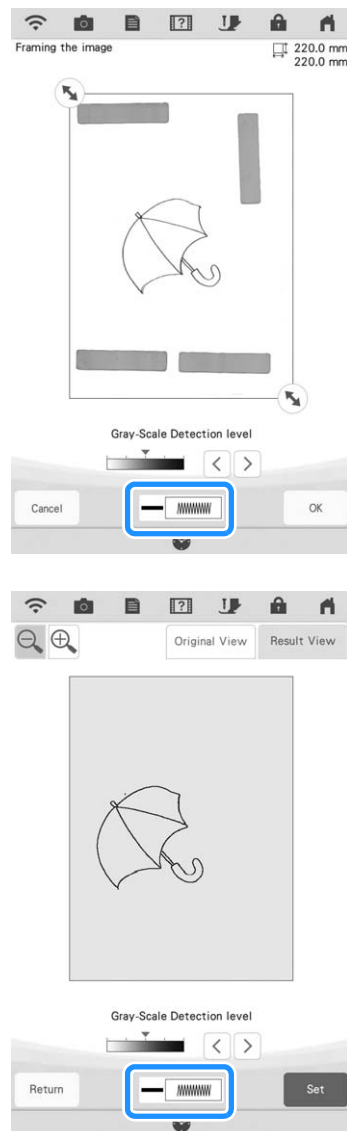 Framing the image
220.0 mm
220.0 mm
Gray-Scale Detection level
Cancel
OK
Original View
Result View
Gray-Scale Detection level
Return
Set